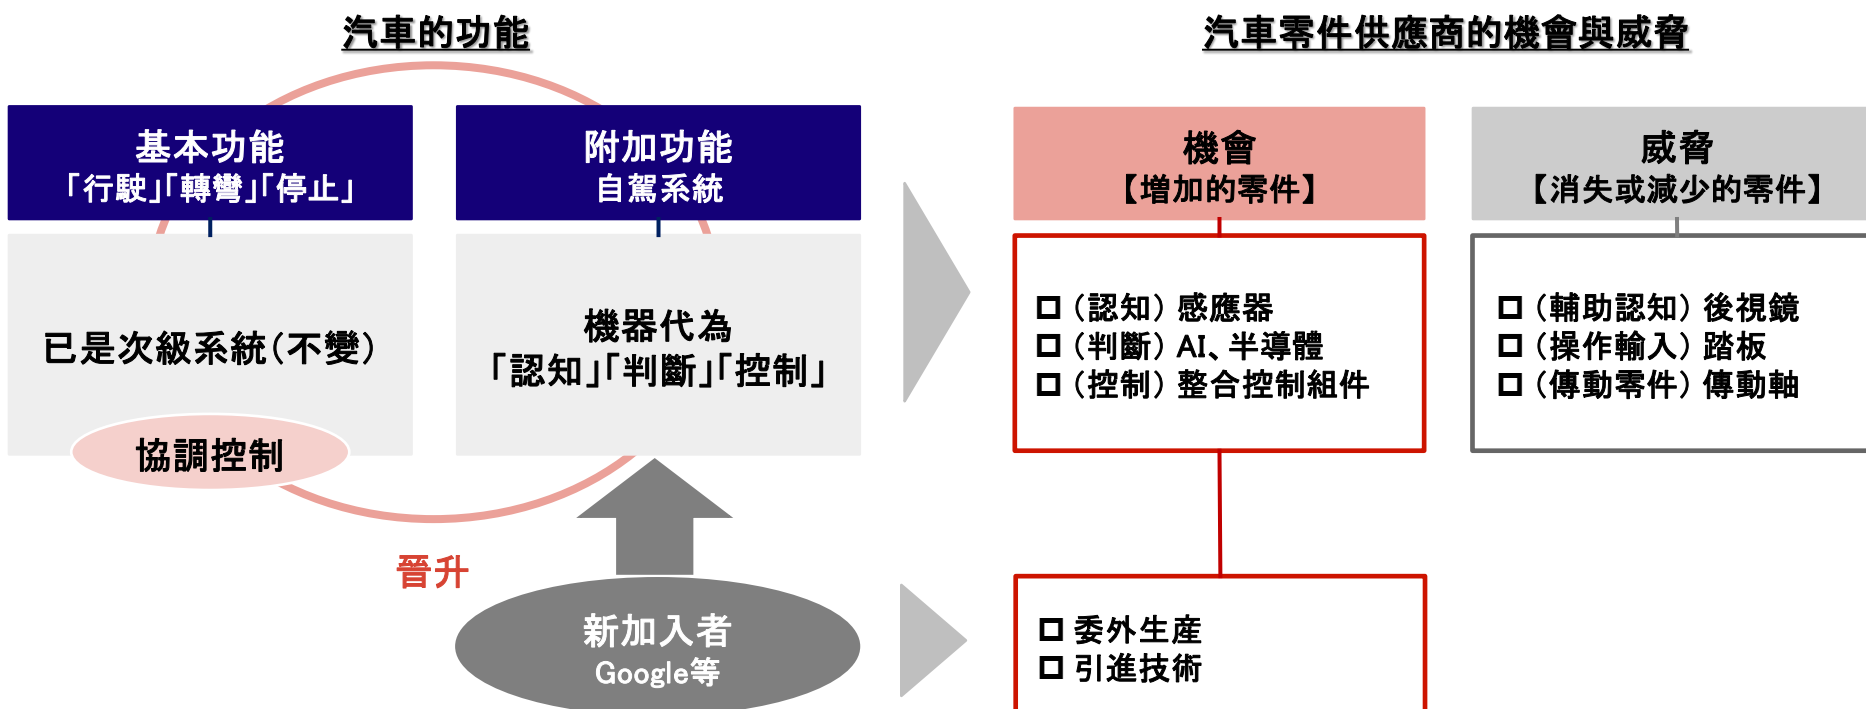 汽車的功能
汽車零件供應商的機會與威脅
基本功能
「行駛」「轉彎」「停止」
附加功能
自駕系統
已是次級系統(不變)
機器代為
「認知」「判斷」「控制」
協調控制
晉升
新加入者
Google等
機會
【增加的零件】
(認知) 感應器
(判斷) AI、半導體
(控制) 整合控制組件
威脅
【消失或減少的零件】
(輔助認知) 後視鏡
(操作輸入) 踏板
(傳動零件) 傳動軸
委外生産
引進技術